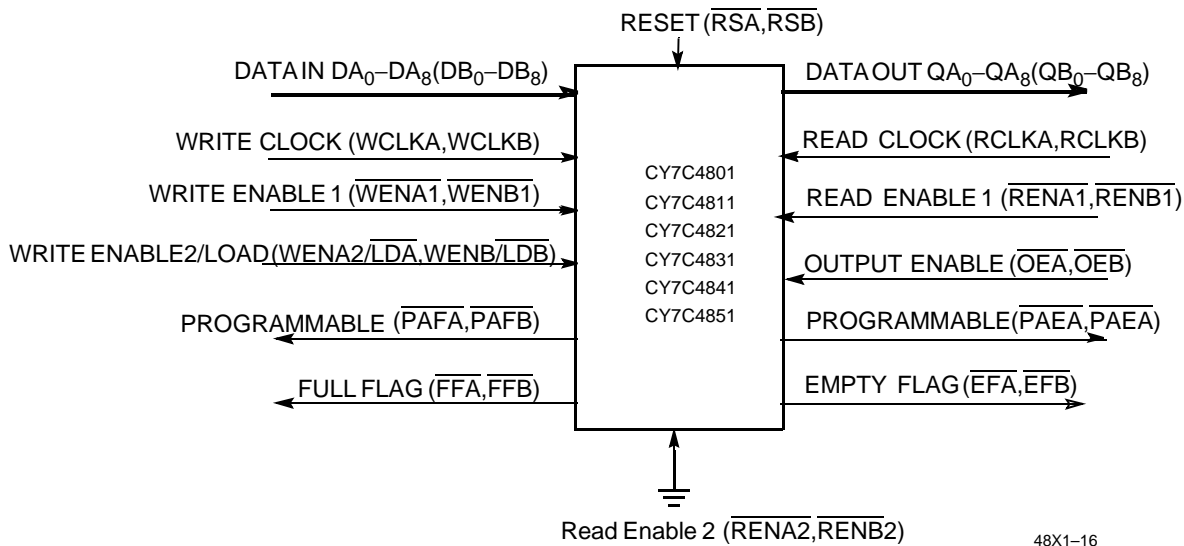 RESET (RSA,RSB)
DATA IN DA0–DA8(DB0–DB8)
DATA OUT QA0–QA8(QB0–QB8)
WRITE CLOCK (WCLKA,WCLKB)
READ CLOCK (RCLKA,RCLKB)
CY7C4801
WRITE ENABLE 1 (WENA1,WENB1)
READ ENABLE 1 (RENA1,RENB1)
CY7C4811
CY7C4821
WRITE ENABLE2/LOAD(WENA2/LDA,WENB/LDB)
OUTPUT ENABLE (OEA,OEB)
CY7C4831
CY7C4841
CY7C4851
PROGRAMMABLE (PAFA,PAFB)
PROGRAMMABLE(PAEA,PAEA)
FULL FLAG (FFA,FFB)
EMPTY FLAG (EFA,EFB)
Read Enable 2 (RENA2,RENB2)
48X1–16